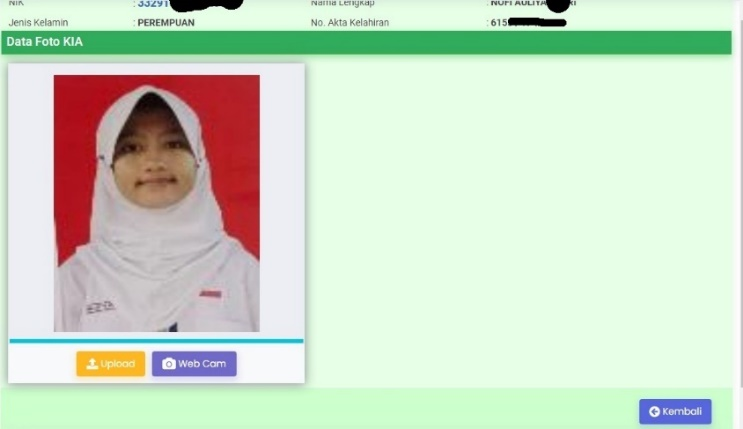 NIK : 33291
Nama Lengkap : NOFI AULIYA
Jenis Kelamin : PEREMPUAN
No. Akta Kelahiran : 615
Data Foto KIA
Upload
Web Cam
Kembali